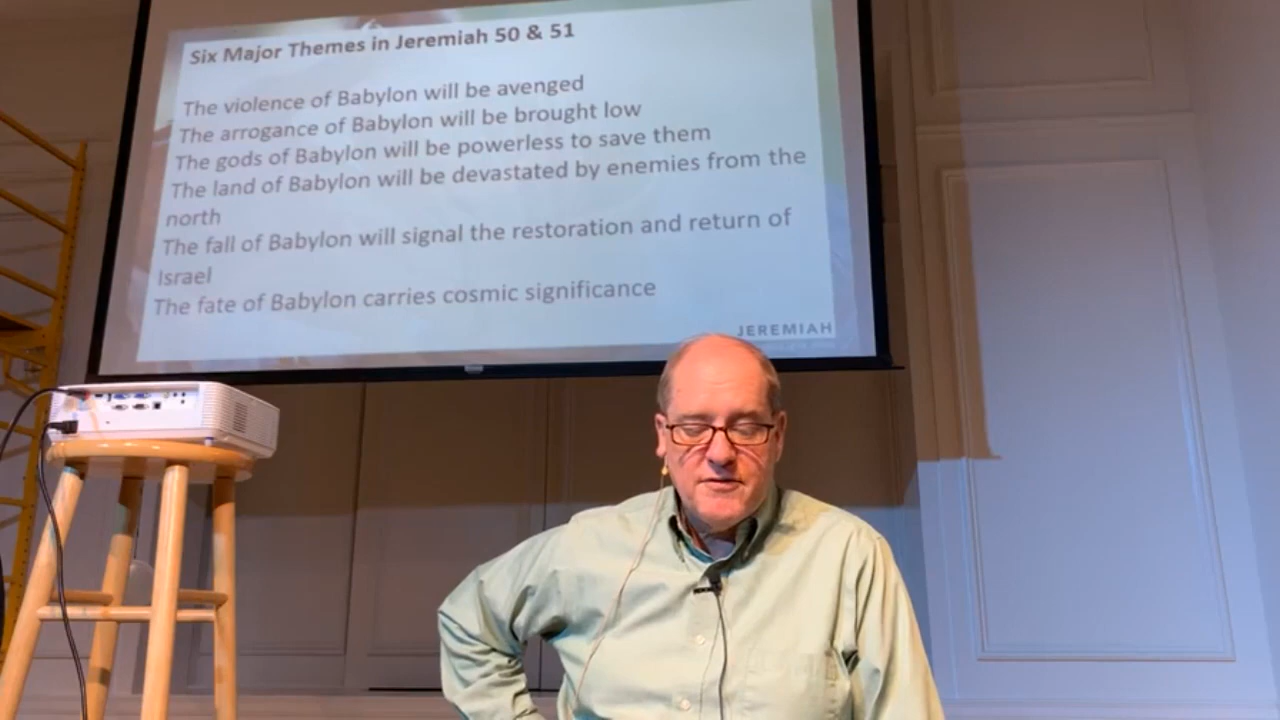 Six Major Themes in Jeremiah 50 & 51
The violence of Babylon will be avenged
The arrogance of Babylon will be brought low
The gods of Babylon will be powerless to save them
The land of Babylon will be devastated by enemies from the
north
The fall of Babylon will signal the restoration and return of
Israel
The fate of Babylon carries cosmic significance
JEREMIAH